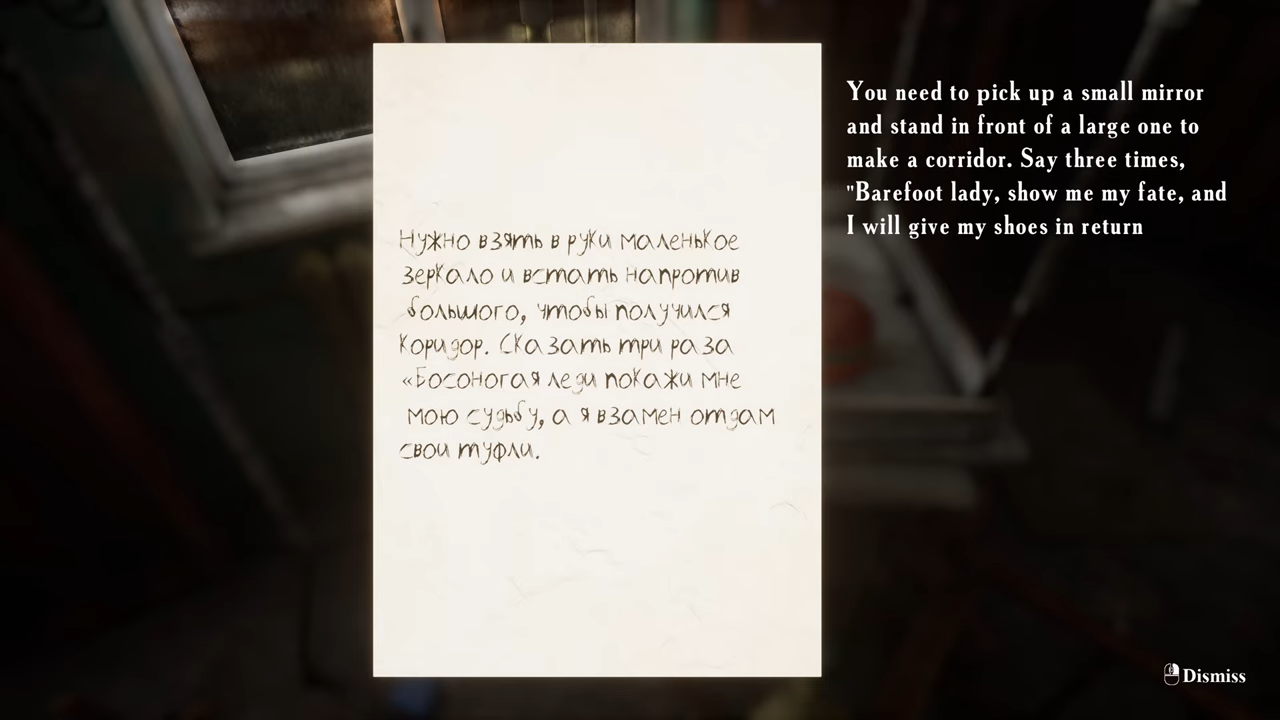 Нужно взять в руки маленькое
зеркало и встать напротив
большого, чтобы получился
коридор. Сказать три раза
«Босоногая леди покажи мне
мою судьбу, а я взамен отдам
свои туфли.
You need to pick up a small mirror
and stand in front of a large one to
make a corridor. Say three times,
"Barefoot lady, show me my fate, and
I will give my shoes in return
Dismiss